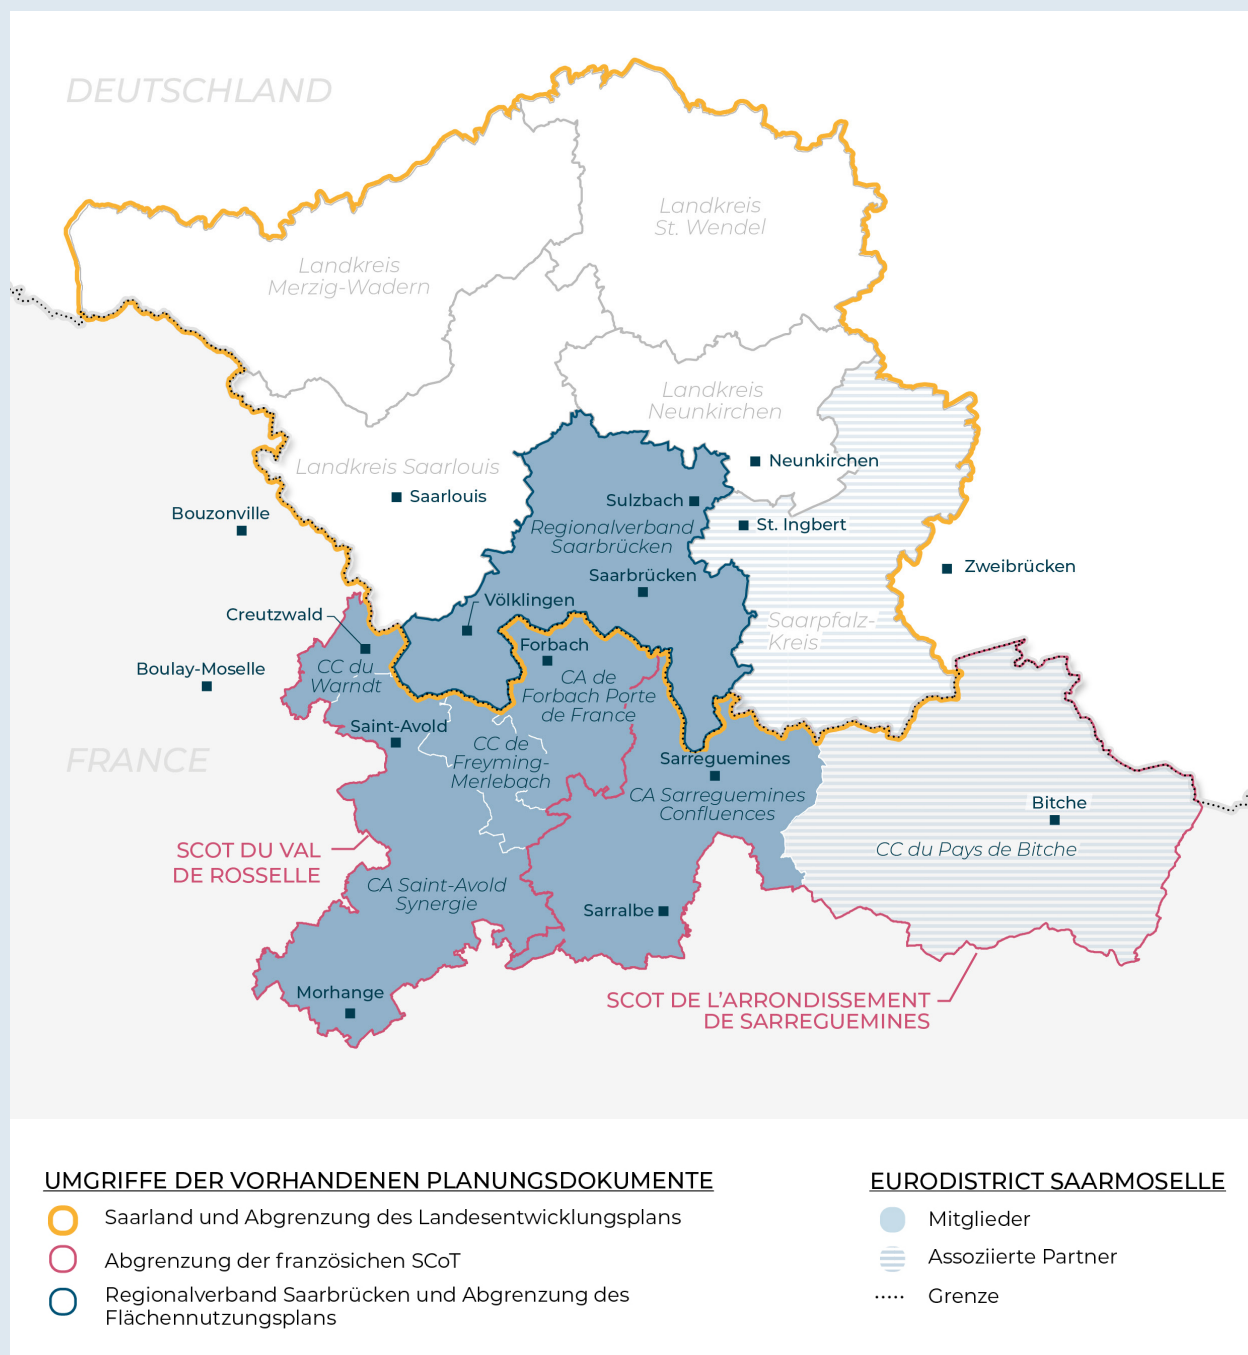 DEUTSCHLAND
Landkreis
St. Wendel
Landkreis
Merzig-Wadern
Landkreis
Neunkirchen
Landkreis Saarlouis
Neunkirchen
Saarlouis
Sulzbach
Bouzonville
St. Ingbert
Regionalverband
Saarbrücken
Zweibrücken
Saarbrücken
Völklingen
Creutzwald
Saarpfalz-
Kreis
Forbach
Boulay-Moselle
CC du
Warndt
CA de
Forbach Porte
de France
Saint-Avold
FRANCE
CC de
Freyming-
Merlebach
Sarreguemines
CA Sarreguemines
Confluences
Bitche
CC du Pays de Bitche
SCOT DU VAL
DE ROSSELLE
CA Saint-Avold
Synergie
Sarralbe
Morhange
SCOT DE L’ARRONDISSEMENT
DE SARREGUEMINES
UMGRIFFE DER VORHANDENEN PLANUNGSDOKUMENTE
Saarland und Abgrenzung des Landesentwicklungsplans
Abgrenzung der französichen SCoT
Regionalverband Saarbrücken und Abgrenzung des
Flächennutzungsplans
EURODISTRICT SAARMOSELLE
Mitglieder
Assoziierte Partner
Grenze